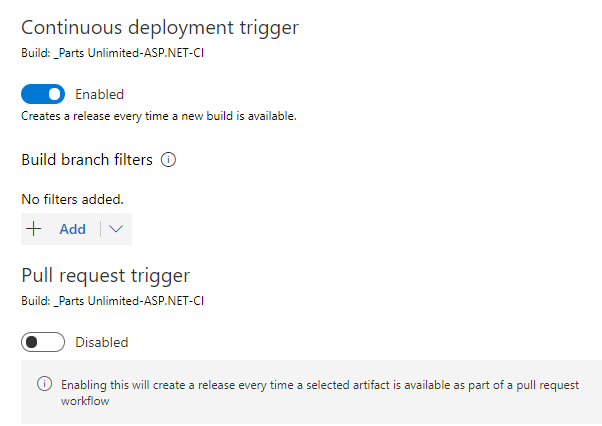 Continuous deployment trigger
Build: _Parts Unlimited-ASP.NET-CI
Enabled
Creates a release every time a new build is available.
Build branch filters
No filters added.
Add
Pull request trigger
Build: _Parts Unlimited-ASP.NET-CI
Disabled
Enabling this will create a release every time a selected artifact is available as part of a pull request
workflow